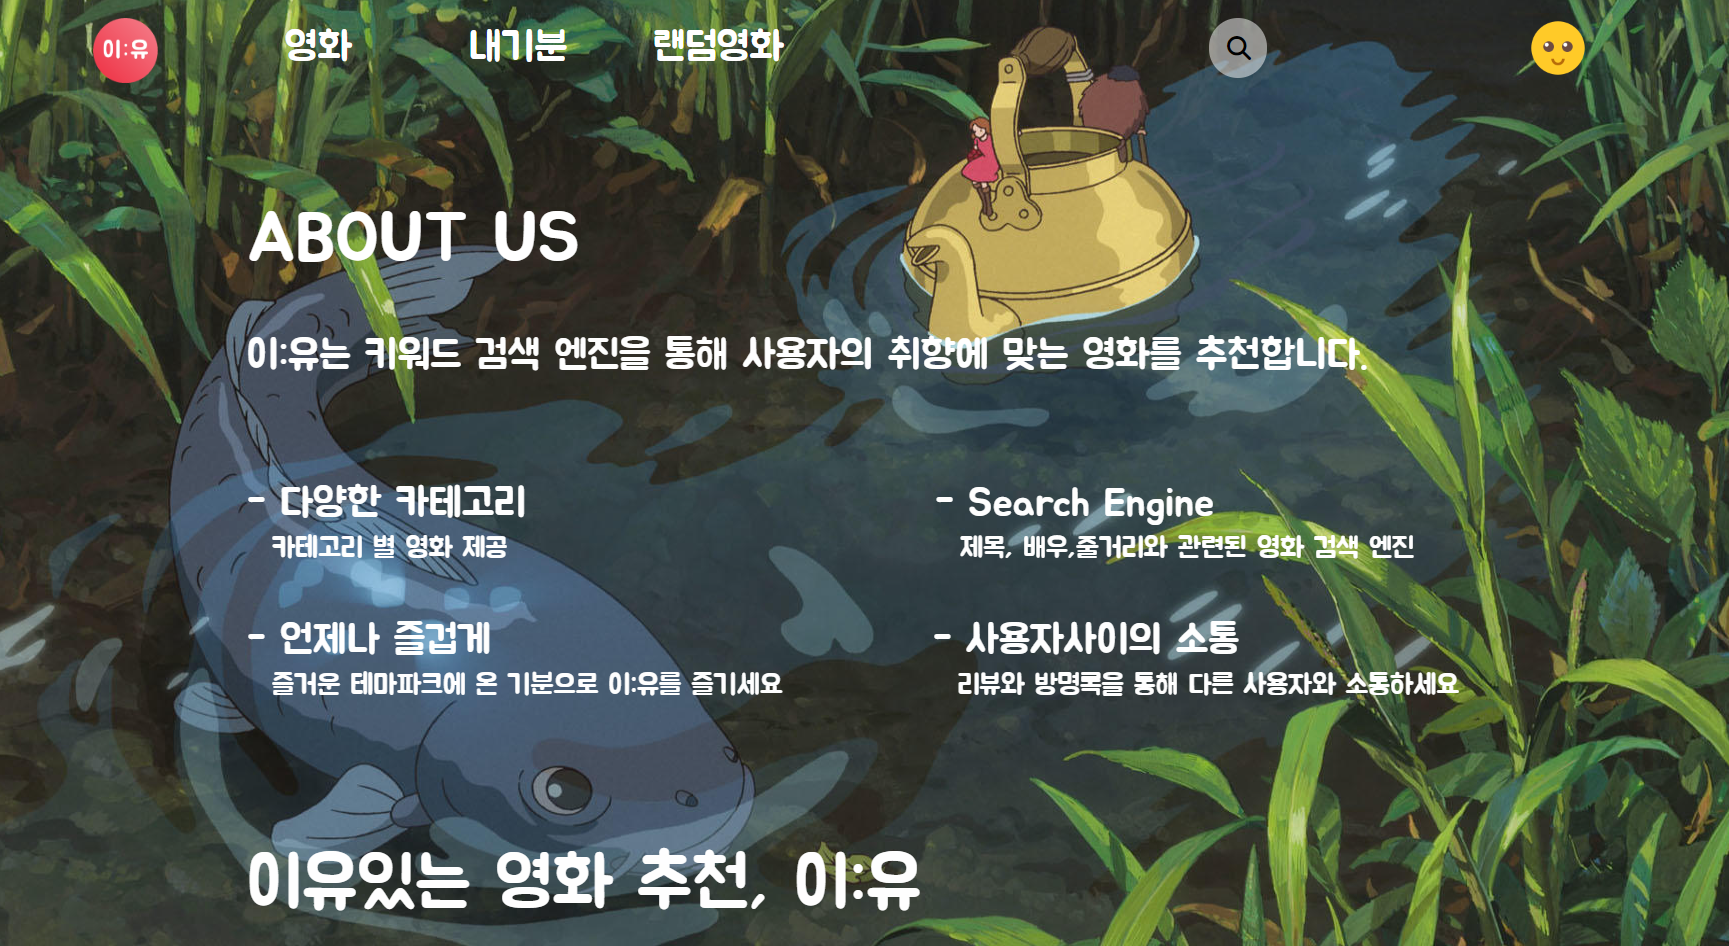 이:유
영화 내기분 랜덤영화
ABOUT US
이:유는 키워드 검색 엔진을 통해 사용자의 취향에 맞는 영화를 추천합니다.
- 다양한 카테고리
카테고리 별 영화 제공
- Search Engine
제목, 배우,줄거리와 관련된 영화 검색 엔진
- 언제나 즐겁게
즐거운 테마파크에 온 기분으로 이:유를 즐기세요
- 사용자사이의 소통
리뷰와 방명록을 통해 다른 사용자와 소통하세요
이유있는 영화 추천, 이:유